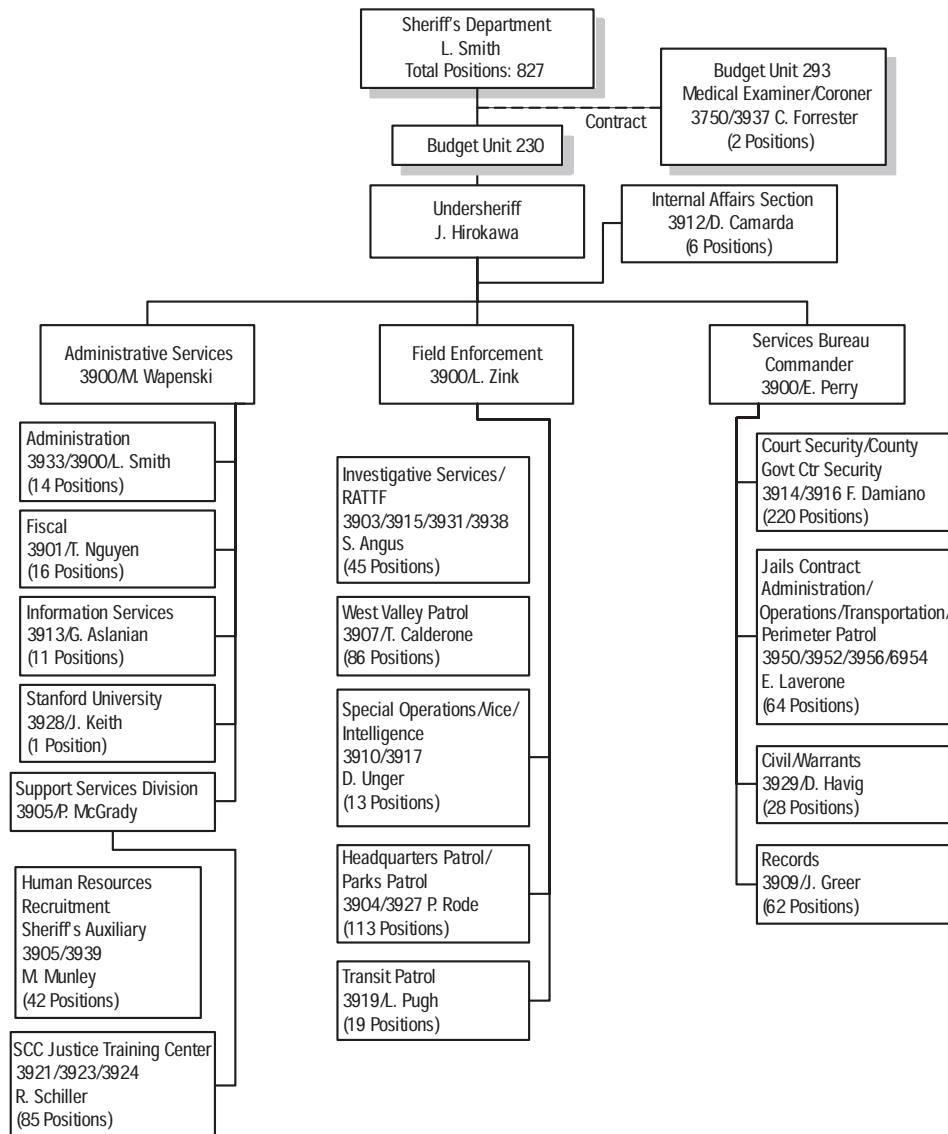 Sheriff's Department
L. Smith
Total Positions: 827
Budget Unit 293
Medical Examiner/Coroner
3750/3937 C. Forrester
(2 Positions)
Contract
Budget Unit 230
Undersheriff
J. Hirokawa
Internal Affairs Section
3912/D. Camarda
(6 Positions)
Administrative Services
3900/M. Wapenski
Administration
3933/3900/L. Smith
(14 Positions)
Fiscal
3901/T. Nguyen
(16 Positions)
Information Services
3913/G. Aslanian
(11 Positions)
Stanford University
3928/J. Keith
(1 Position)
Support Services Division
3905/P. McGrady
Human Resources
Recruitment
Sheriff's Auxiliary
3905/3939
M. Munley
(42 Positions)
SCC Justice Training Center
3921/3923/3924
R. Schiller
(85 Positions)
Field Enforcement
3900/L. Zink
Investigative Services/
RATTF
3903/3915/3931/3938
S. Angus
(45 Positions)
West Valley Patrol
3907/T. Calderone
(86 Positions)
Special Operations/Vice/
Intelligence
3910/3917
D. Unger
(13 Positions)
Headquarters Patrol/
Parks Patrol
3904/3927 P. Rode
(113 Positions)
Transit Patrol
3919/L. Pugh
(19 Positions)
Services Bureau
Commander
3900/E. Perry
Court Security/County
Govt Ctr Security
3914/3916 F. Damiano
(220 Positions)
Jails Contract
Administration/
Operations/Transportation/
Perimeter Patrol
3950/3952/3956/6954
E. Laverone
(64 Positions)
Civil/Warrants
3929/D. Havig
(28 Positions)
Records
3909/J. Greer
(62 Positions)